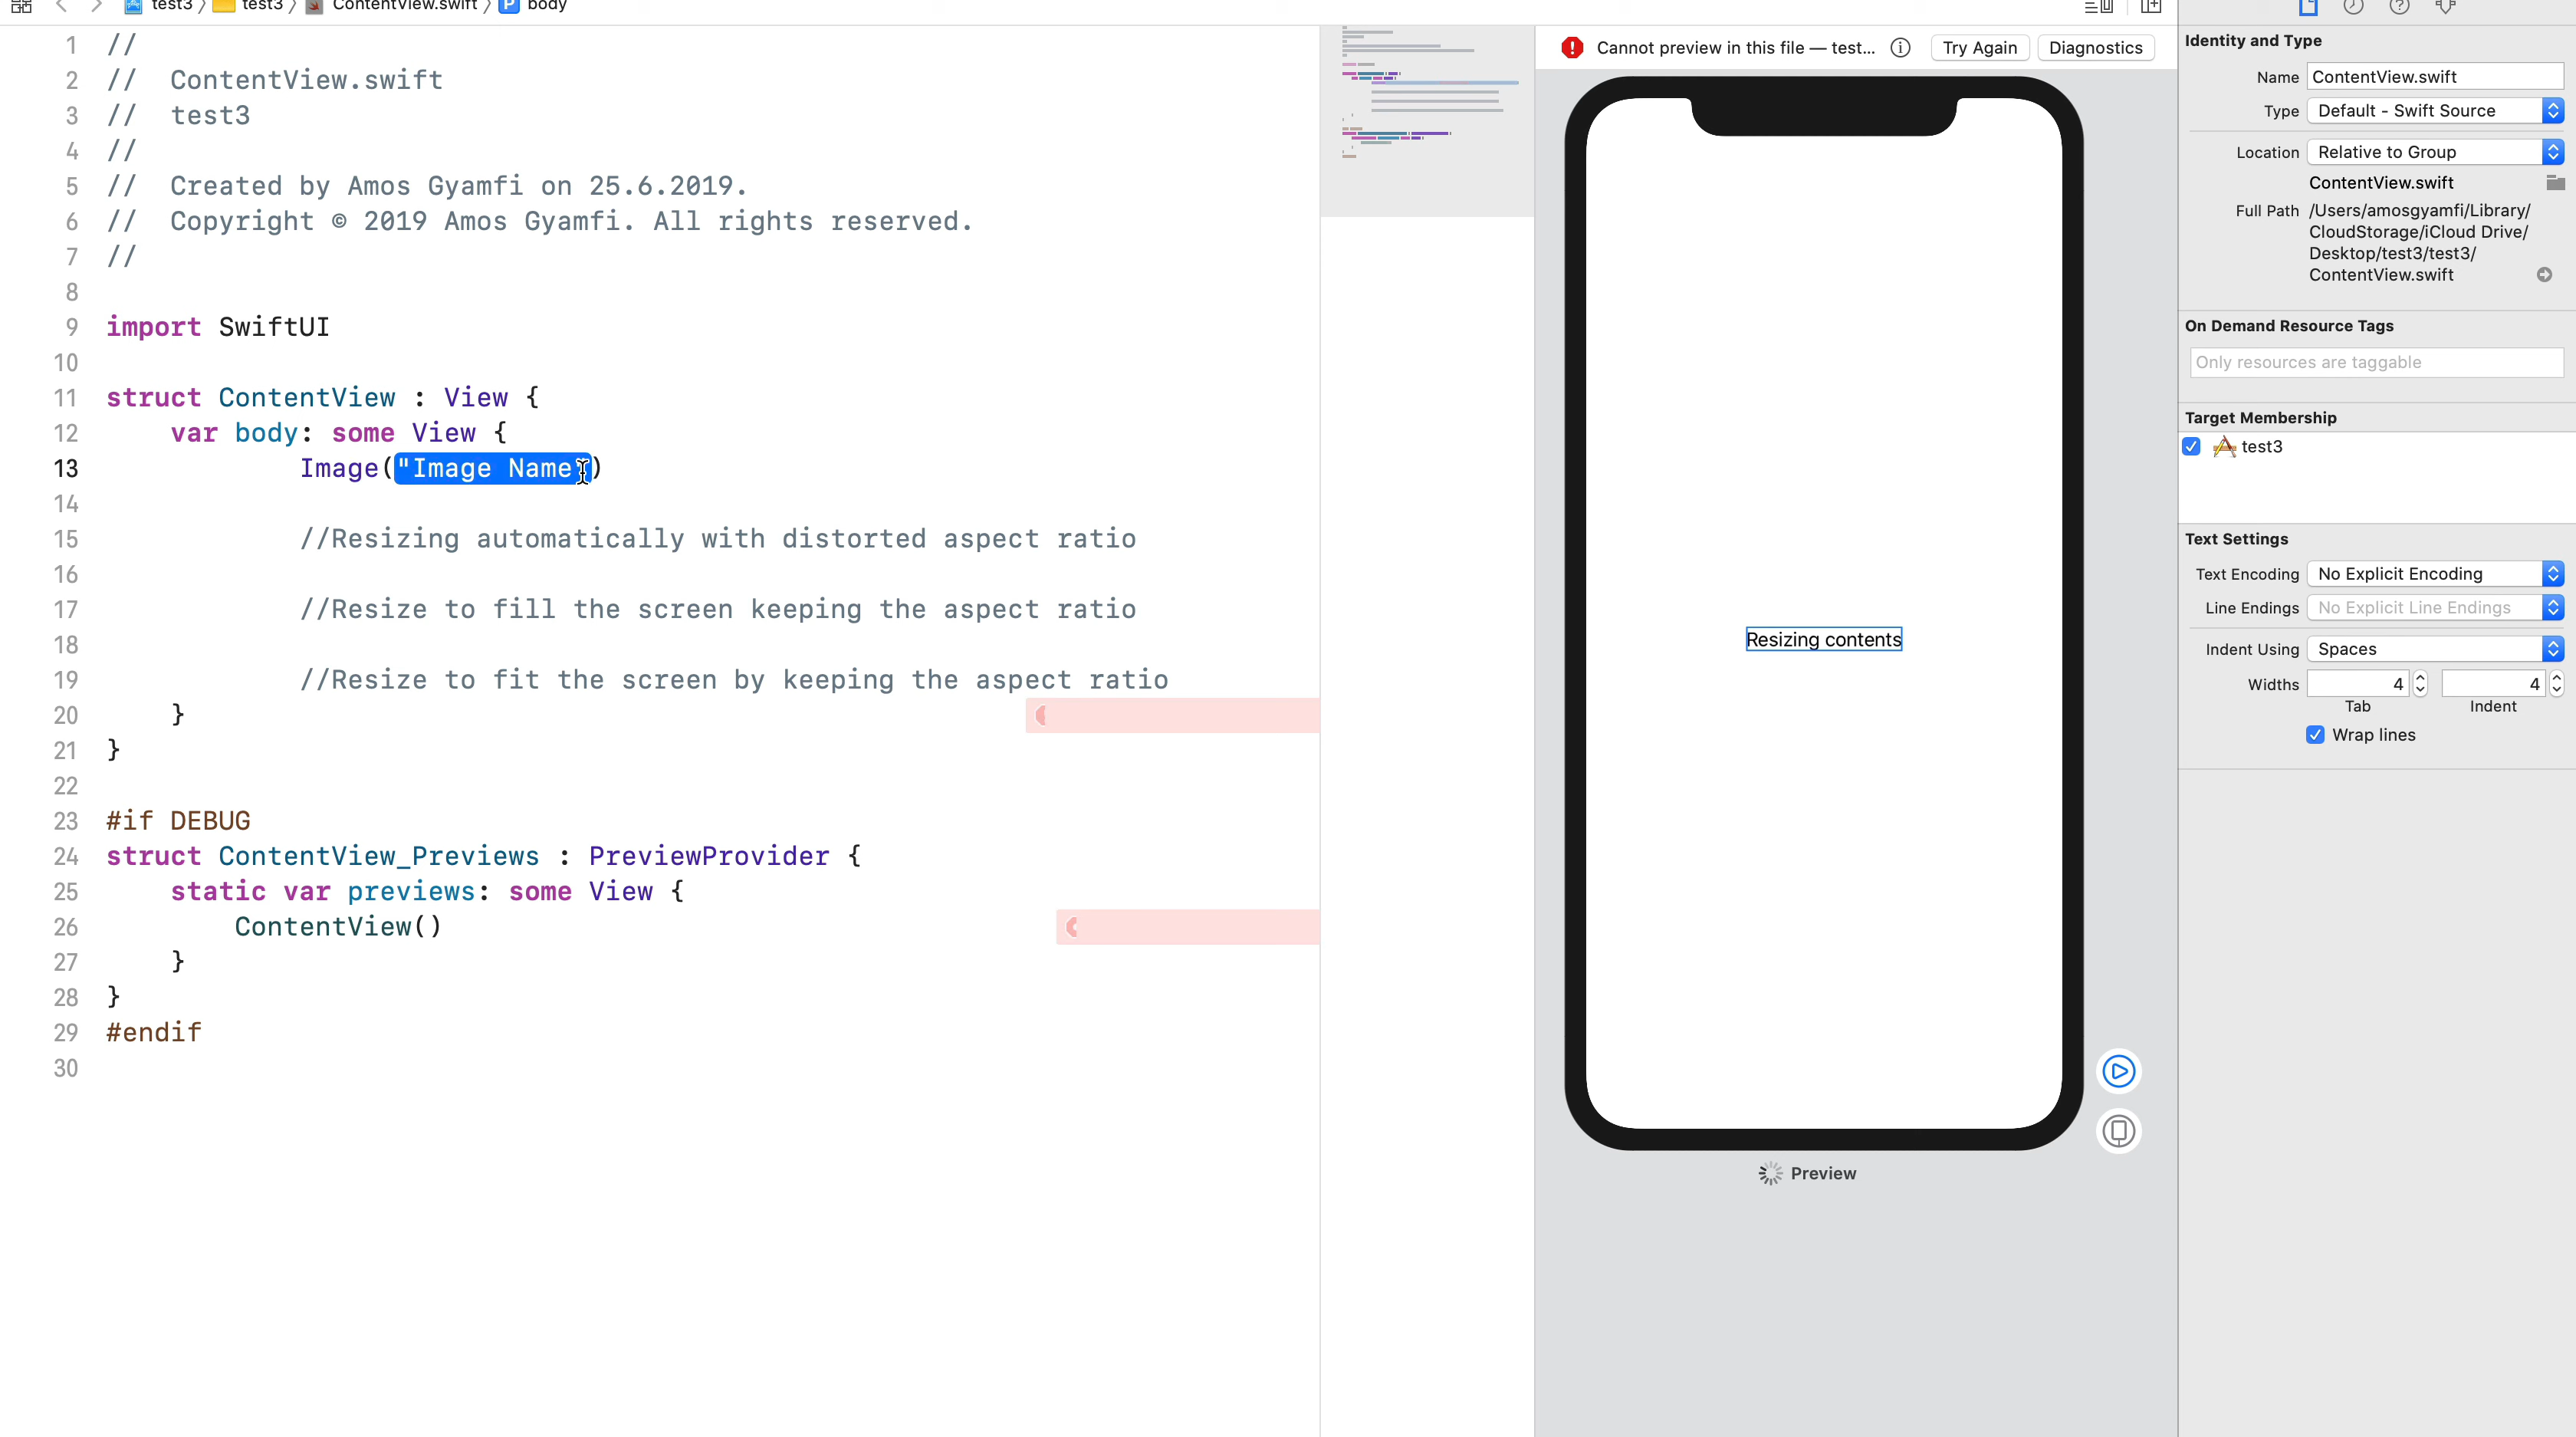 test3 〉 test3 〉 ContentView.swift 〉 P body
1 //
2 //  ContentView.swift
3 //  test3
4 //
5 //  Created by Amos Gyamfi on 25.6.2019.
6 //  Copyright © 2019 Amos Gyamfi. All rights reserved.
7 //
8
9 import SwiftUI
10
11 struct ContentView : View {
12     var body: some View {
13             Image("Image Name")
14
15             //Resizing automatically with distorted aspect ratio
16
17             //Resize to fill the screen keeping the aspect ratio
18
19             //Resize to fit the screen by keeping the aspect ratio
20     }
21 }
22
23 #if DEBUG
24 struct ContentView_Previews : PreviewProvider {
25     static var previews: some View {
26         ContentView()
27     }
28 }
29 #endif
30
Cannot preview in this file — test... Try Again Diagnostics
Resizing contents
Preview
Identity and Type
Name ContentView.swift
Type Default - Swift Source
Location Relative to Group
ContentView.swift
Full Path /Users/amosgyamfi/Library/
CloudStorage/iCloud Drive/
Desktop/test3/test3/
ContentView.swift
On Demand Resource Tags
Only resources are taggable
Target Membership
test3
Text Settings
Text Encoding No Explicit Encoding
Line Endings No Explicit Line Endings
Indent Using Spaces
Widths 4 4
Tab Indent
Wrap lines